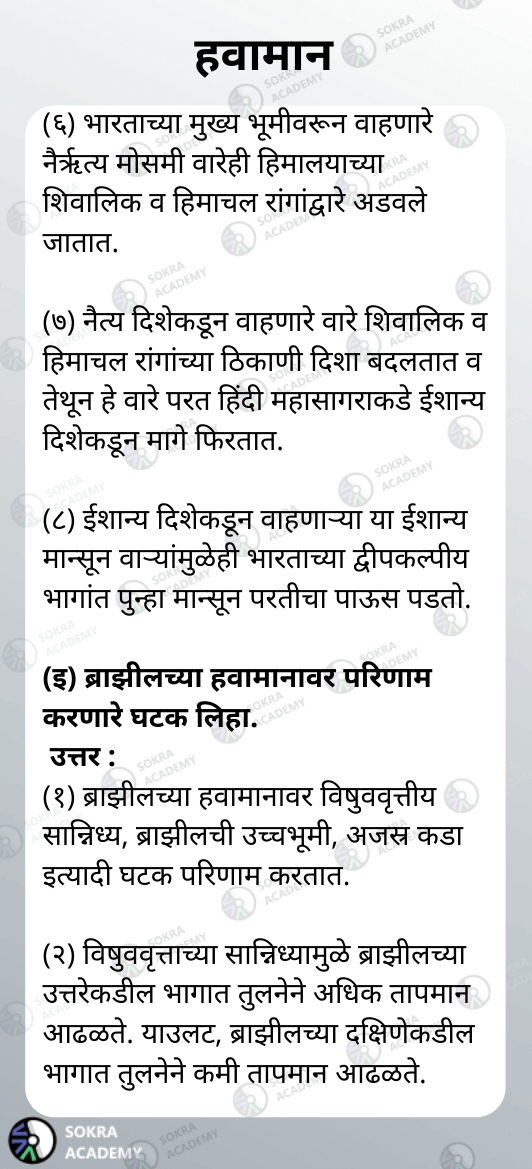 हवामान
(६) भारताच्या मुख्य भूमीवरून वाहणारे
नैर्ऋत्य मोसमी वारेही हिमालयाच्या
शिवालिक व हिमाचल रांगांद्वारे अडवले
जातात.
(७) नैत्य दिशेकडून वाहणारे वारे शिवालिक व
हिमाचल रांगांच्या ठिकाणी दिशा बदलतात व
तेथून हे वारे परत हिंदी महासागराकडे ईशान्य
दिशेकडून मागे फिरतात.
(८) ईशान्य दिशेकडून वाहणाऱ्या या ईशान्य
मान्सून वाऱ्यांमुळेही भारताच्या द्वीपकल्पीय
भागांत पुन्हा मान्सून परतीचा पाऊस पडतो.
(इ) ब्राझीलच्या हवामानावर परिणाम
करणारे घटक लिहा.
उत्तर :
(१) ब्राझीलच्या हवामानावर विषुववृत्तीय
सान्निध्य, ब्राझीलची उच्चभूमी, अजस्र कडा
इत्यादी घटक परिणाम करतात.
(२) विषुववृत्ताच्या सान्निध्यामुळे ब्राझीलच्या
उत्तरेकडील भागात तुलनेने अधिक तापमान
आढळते. याउलट, ब्राझीलच्या दक्षिणेकडील
भागात तुलनेने कमी तापमान आढळते.
SOKRA
ACADEMY